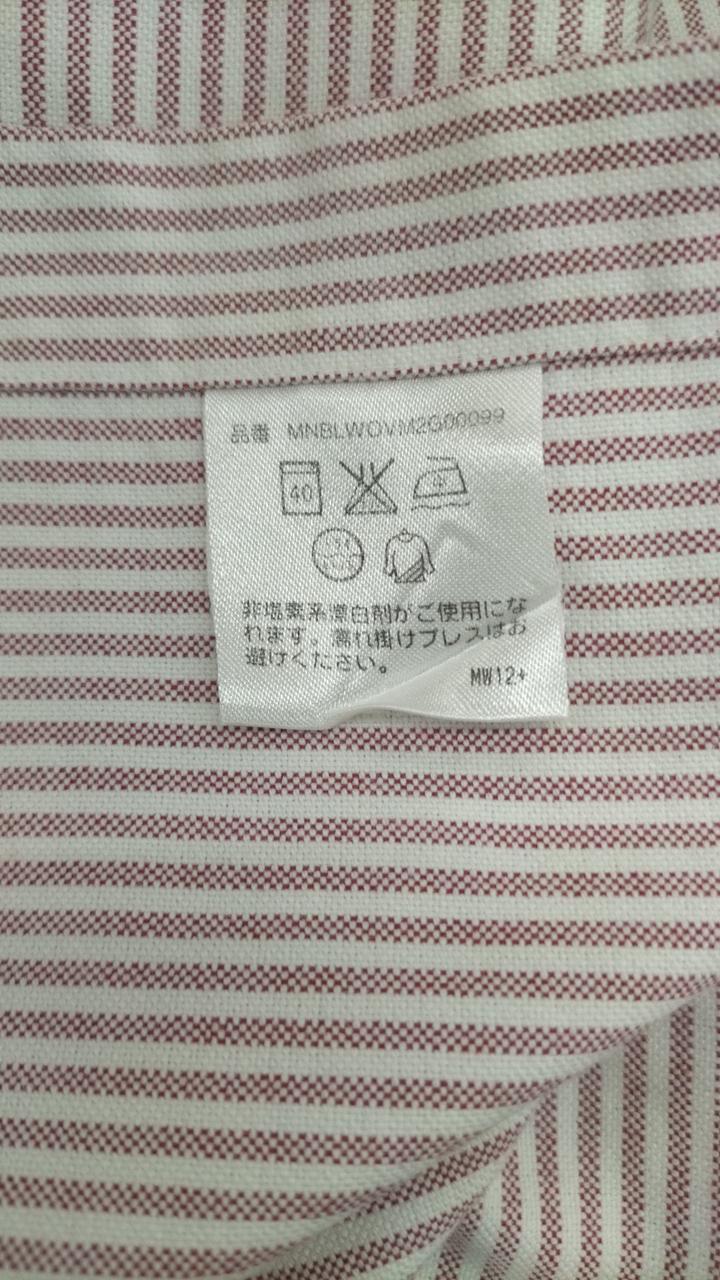 品番 MNBLWOVM2G00099
40
非塩素系漂白剤がご使用にな
れます。濡れ掛けプレスはお
避けください。
MW12+